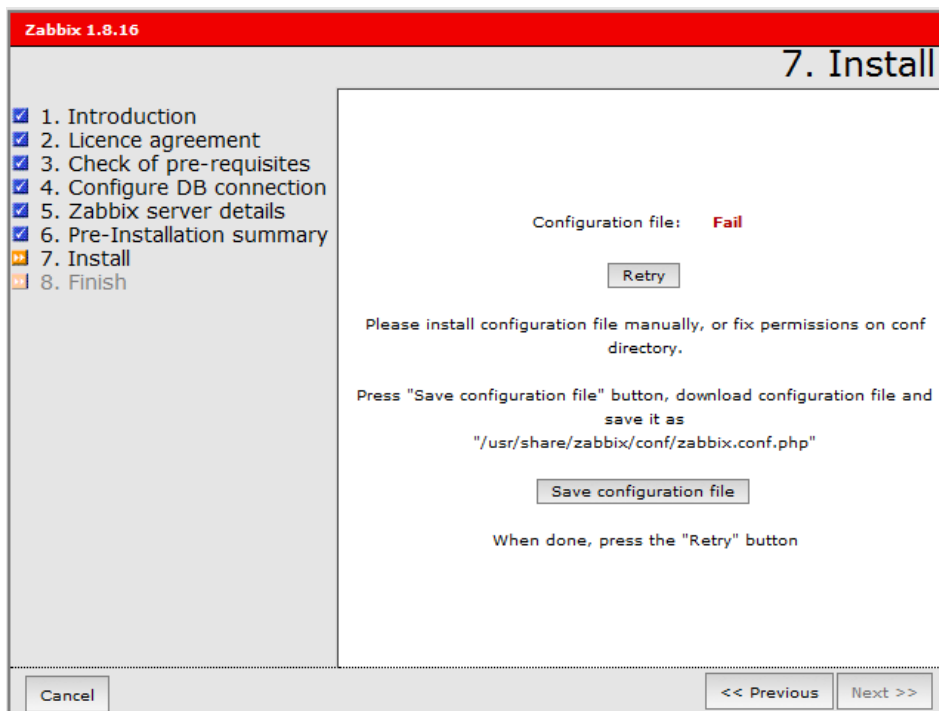 Zabbix 1.8.16
7. Install
1. Introduction
2. Licence agreement
3. Check of pre-requisites
4. Configure DB connection
5. Zabbix server details
6. Pre-Installation summary
7. Install
8. Finish
Configuration file: Fail
Retry
Please install configuration file manually, or fix permissions on conf
directory.
Press "Save configuration file" button, download configuration file and
save it as
"/usr/share/zabbix/conf/zabbix.conf.php"
Save configuration file
When done, press the "Retry" button
Cancel
<< Previous
Next >>